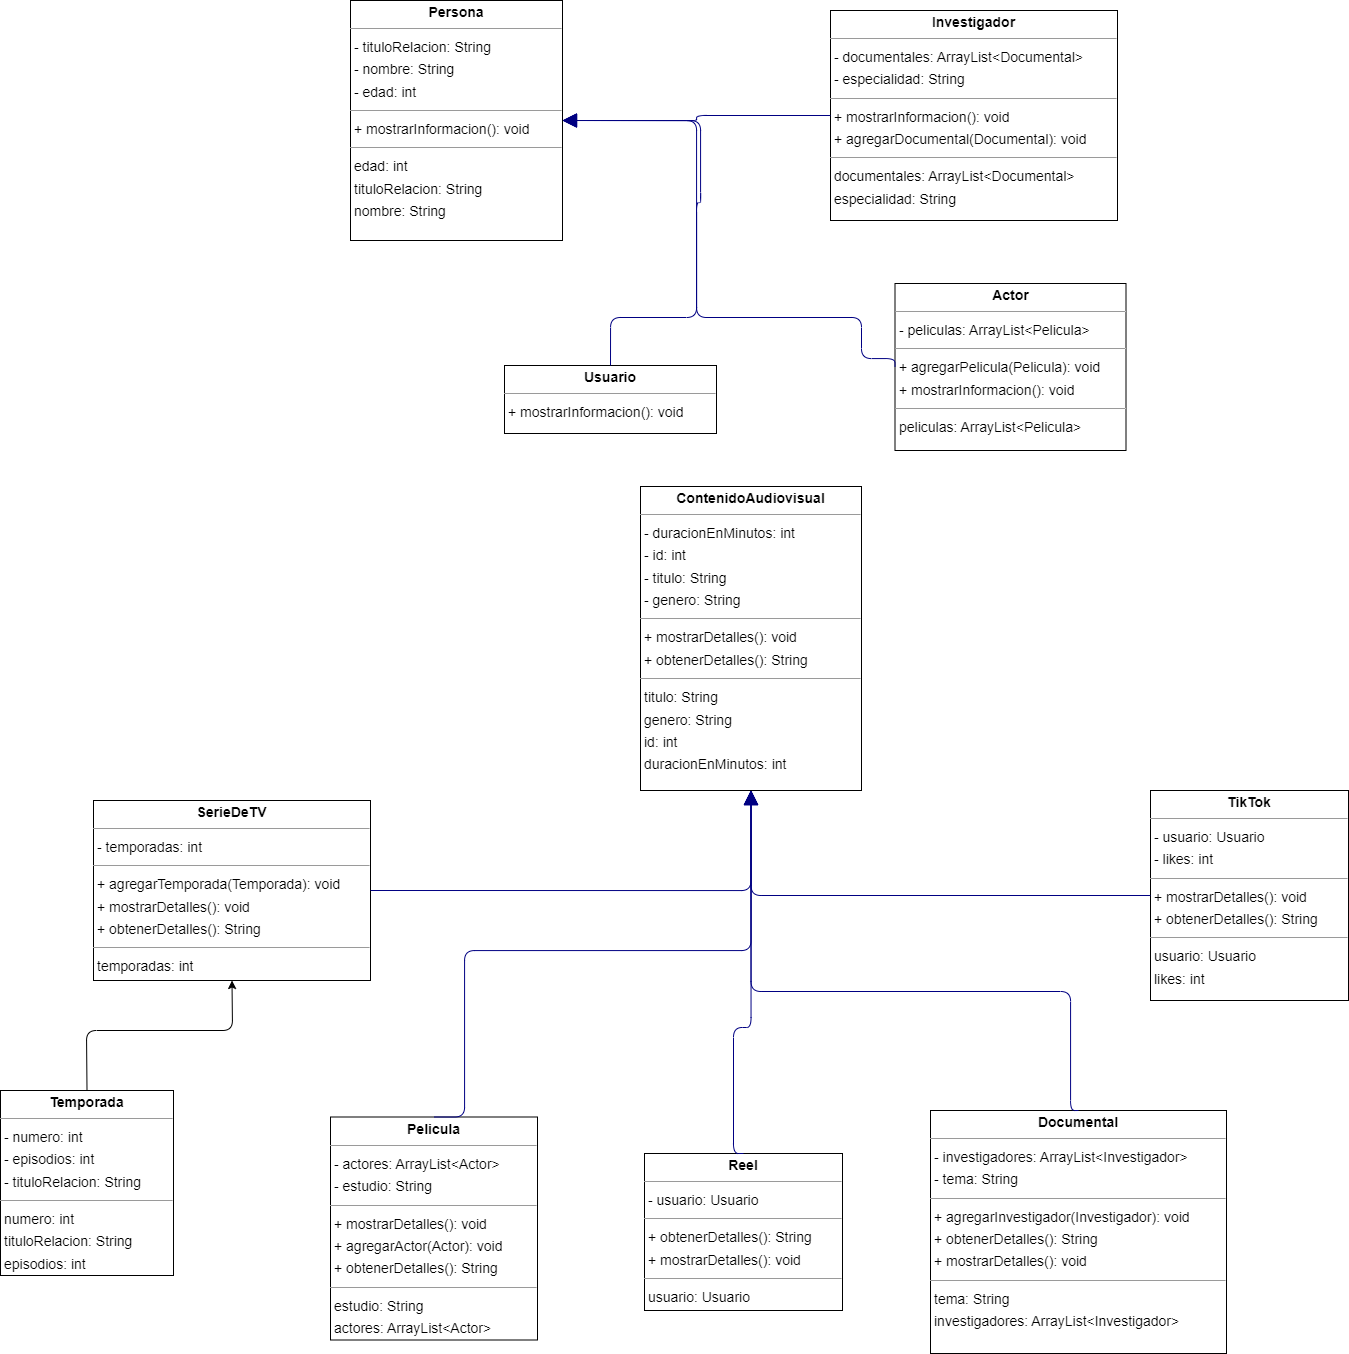 Persona
- tituloRelacion: String
- nombre: String
- edad: int
+ mostrarInformacion(): void
edad: int
tituloRelacion: String
nombre: String
Investigador
- documentales: ArrayList<Documental>
- especialidad: String
+ mostrarInformacion(): void
+ agregarDocumental(Documental): void
documentales: ArrayList<Documental>
especialidad: String
Actor
- peliculas: ArrayList<Pelicula>
+ agregarPelicula(Pelicula): void
+ mostrarInformacion(): void
peliculas: ArrayList<Pelicula>
Usuario
+ mostrarInformacion(): void
ContenidoAudiovisual
- duracionEnMinutos: int
- id: int
- titulo: String
- genero: String
+ mostrarDetalles(): void
+ obtenerDetalles(): String
titulo: String
genero: String
id: int
duracionEnMinutos: int
SerieDeTV
- temporadas: int
+ agregarTemporada(Temporada): void
+ mostrarDetalles(): void
+ obtenerDetalles(): String
temporadas: int
TikTok
- usuario: Usuario
- likes: int
+ mostrarDetalles(): void
+ obtenerDetalles(): String
usuario: Usuario
likes: int
Temporada
- numero: int
- episodios: int
- tituloRelacion: String
numero: int
tituloRelacion: String
episodios: int
Pelicula
- actores: ArrayList<Actor>
- estudio: String
+ mostrarDetalles(): void
+ agregarActor(Actor): void
+ obtenerDetalles(): String
estudio: String
actores: ArrayList<Actor>
Reel
- usuario: Usuario
+ obtenerDetalles(): String
+ mostrarDetalles(): void
usuario: Usuario
Documental
- investigadores: ArrayList<Investigador>
- tema: String
+ agregarInvestigador(Investigador): void
+ obtenerDetalles(): String
+ mostrarDetalles(): void
tema: String
investigadores: ArrayList<Investigador>